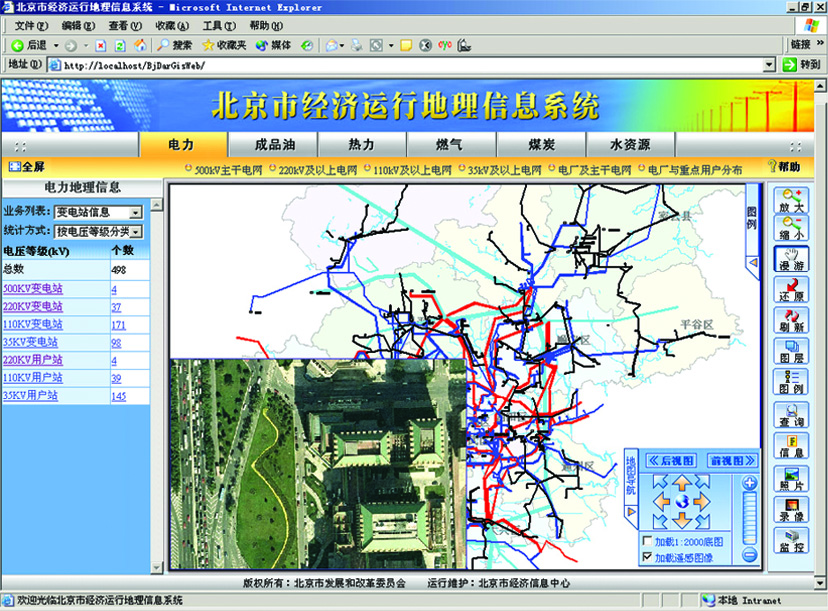 北京市经济运行地理信息系统 - Microsoft Internet Explorer
文件(F) 编辑(E) 查看(V) 收藏(A) 工具(T) 帮助(H)
后退 搜索 收藏夹 媒体 链接 »
地址(D) http://localhost/BjDarGisWeb/ 转到
北京市经济运行地理信息系统
电力 成品油 热力 燃气 煤炭 水资源
全屏 500kV主干电网 220kV及以上电网 110kV及以上电网 35kV及以上电网 电厂及主干电网 电厂与重点用户分布 帮助
电力地理信息
业务列表: 变电站信息
统计方式: 按电压等级分类
电压等级(kV) 个数
总数 498
500KV变电站 4
220KV变电站 37
110KV变电站 171
35KV变电站 98
220KV用户站 4
110KV用户站 39
35KV用户站 145
图例
平谷区
放大
缩小
漫游
还原
刷新
图层
图例
查询
信息
照片
录像
监控
地图导航
《后视图 前视图》
加载1:2000底图
加载遥感图像
版权所有：北京市发展和改革委员会 运行维护：北京市经济信息中心
欢迎光临北京市经济运行地理信息系统 本地 Intranet